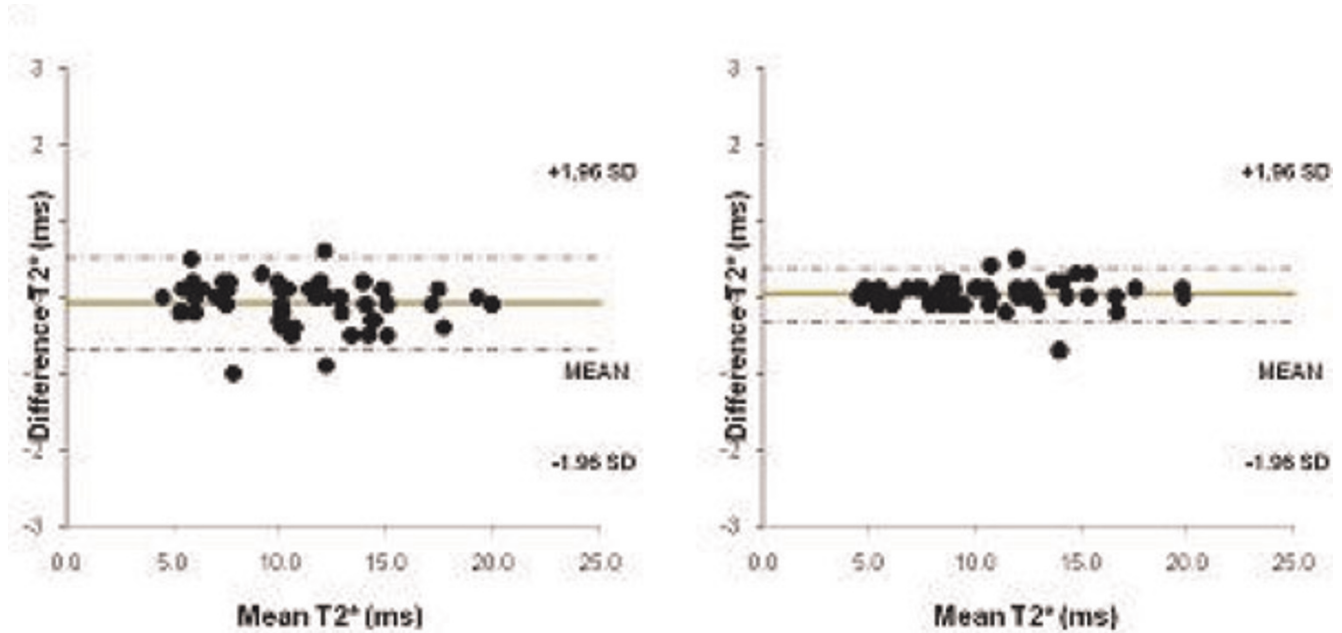 3
2
+1.96 SD
Difference T2* (ms)
MEAN
-1.96 SD
-3
0.0 5.0 10.0 15.0 20.0 25.0
Mean T2* (ms)
3
2
+1.96 SD
Difference T2* (ms)
MEAN
-1.96 SD
-3
0.0 5.0 10.0 15.0 20.0 25.0
Mean T2* (ms)